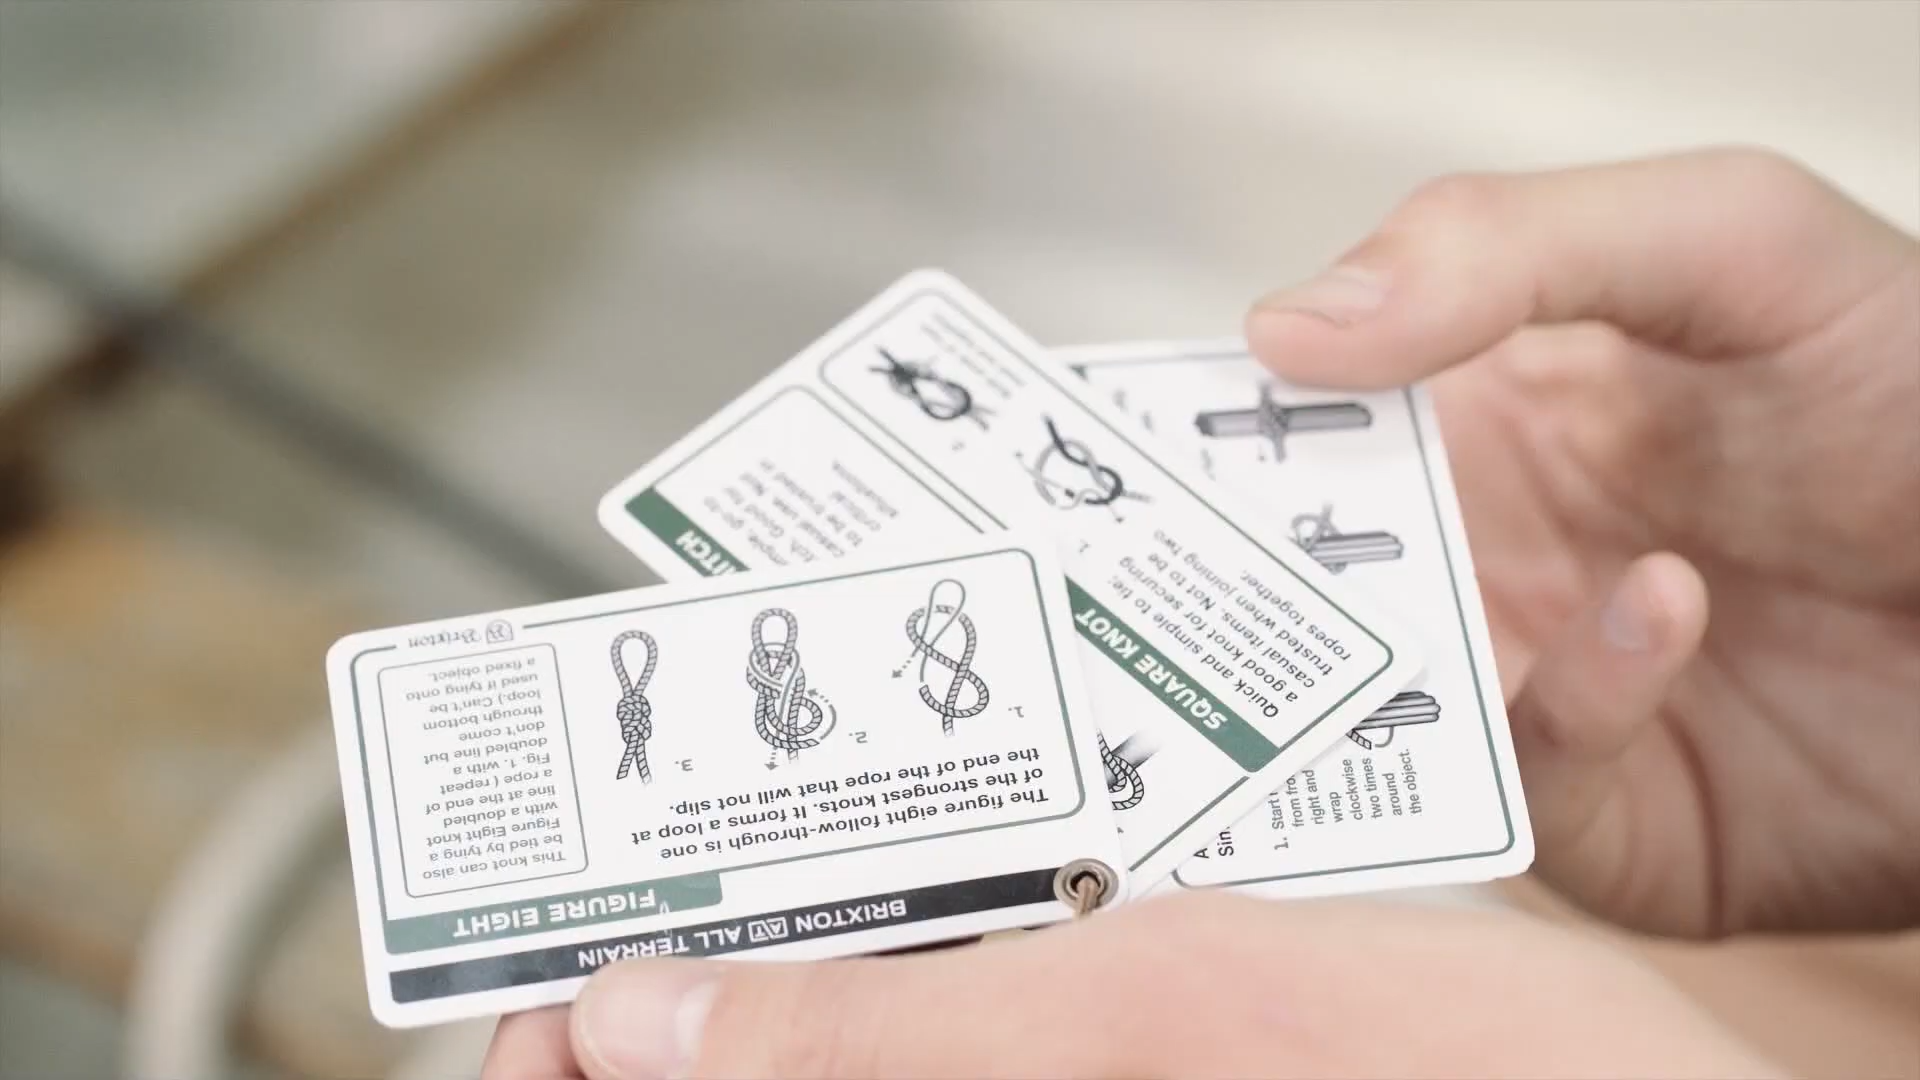 BRIXTON AT ALL TERRAIN
FIGURE EIGHT
The figure eight follow-through is one
of the strongest knots. It forms a loop at
the end of the rope that will not slip.
1.
2.
3.
This knot can also
be tied by tying a
Figure Eight knot
with a doubled
line at the end of
a rope ( repeat
Fig. 1. with a
doubled line but
don't come
through bottom
loop.) Can't be
used if tying onto
a fixed object.
Brixton
SQUARE KNOT
Quick and simple to tie;
a good knot for securing
casual items. Not to be
trusted when joining two
ropes together.
1.
2.
ITCH
go-to
Good for
casual use. Not
to be trusted in
critical
situations.
1. Start
from
right and
wrap
clockwise
two times
around
the object.